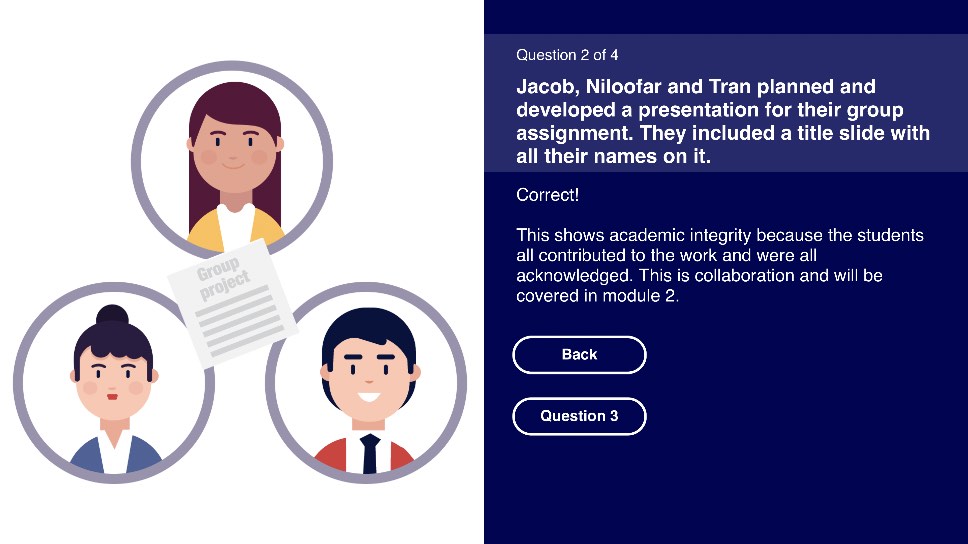 Group
project
Question 2 of 4
Jacob, Niloofar and Tran planned and
developed a presentation for their group
assignment. They included a title slide with
all their names on it.
Correct!
This shows academic integrity because the students
all contributed to the work and were all
acknowledged. This is collaboration and will be
covered in module 2.
Back
Question 3